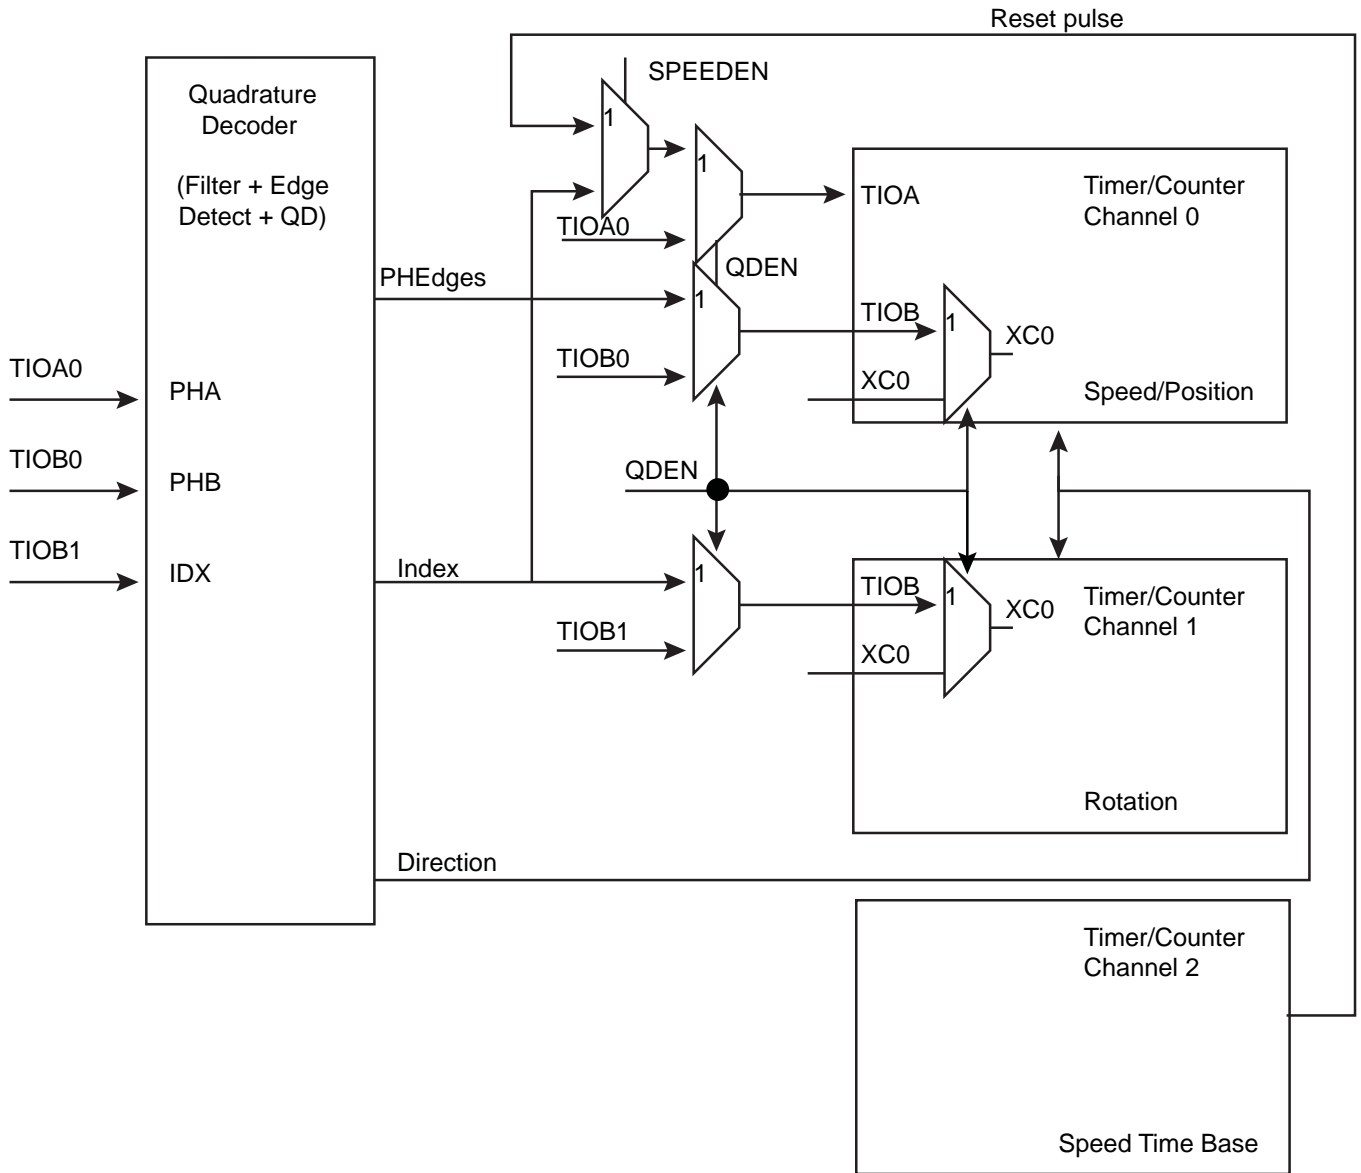 Reset pulse
SPEEDEN
Quadrature
Decoder
(Filter + Edge
Detect + QD)
1
1
TIOA
Timer/Counter
Channel 0
TIOA0
QDEN
PHEdges
1
TIOB
1
XC0
TIOB0
XC0
Speed/Position
TIOA0
PHA
TIOB0
PHB
QDEN
TIOB1
IDX
Index
1
TIOB
1
XC0
Timer/Counter
Channel 1
TIOB1
XC0
Rotation
Direction
Timer/Counter
Channel 2
Speed Time Base